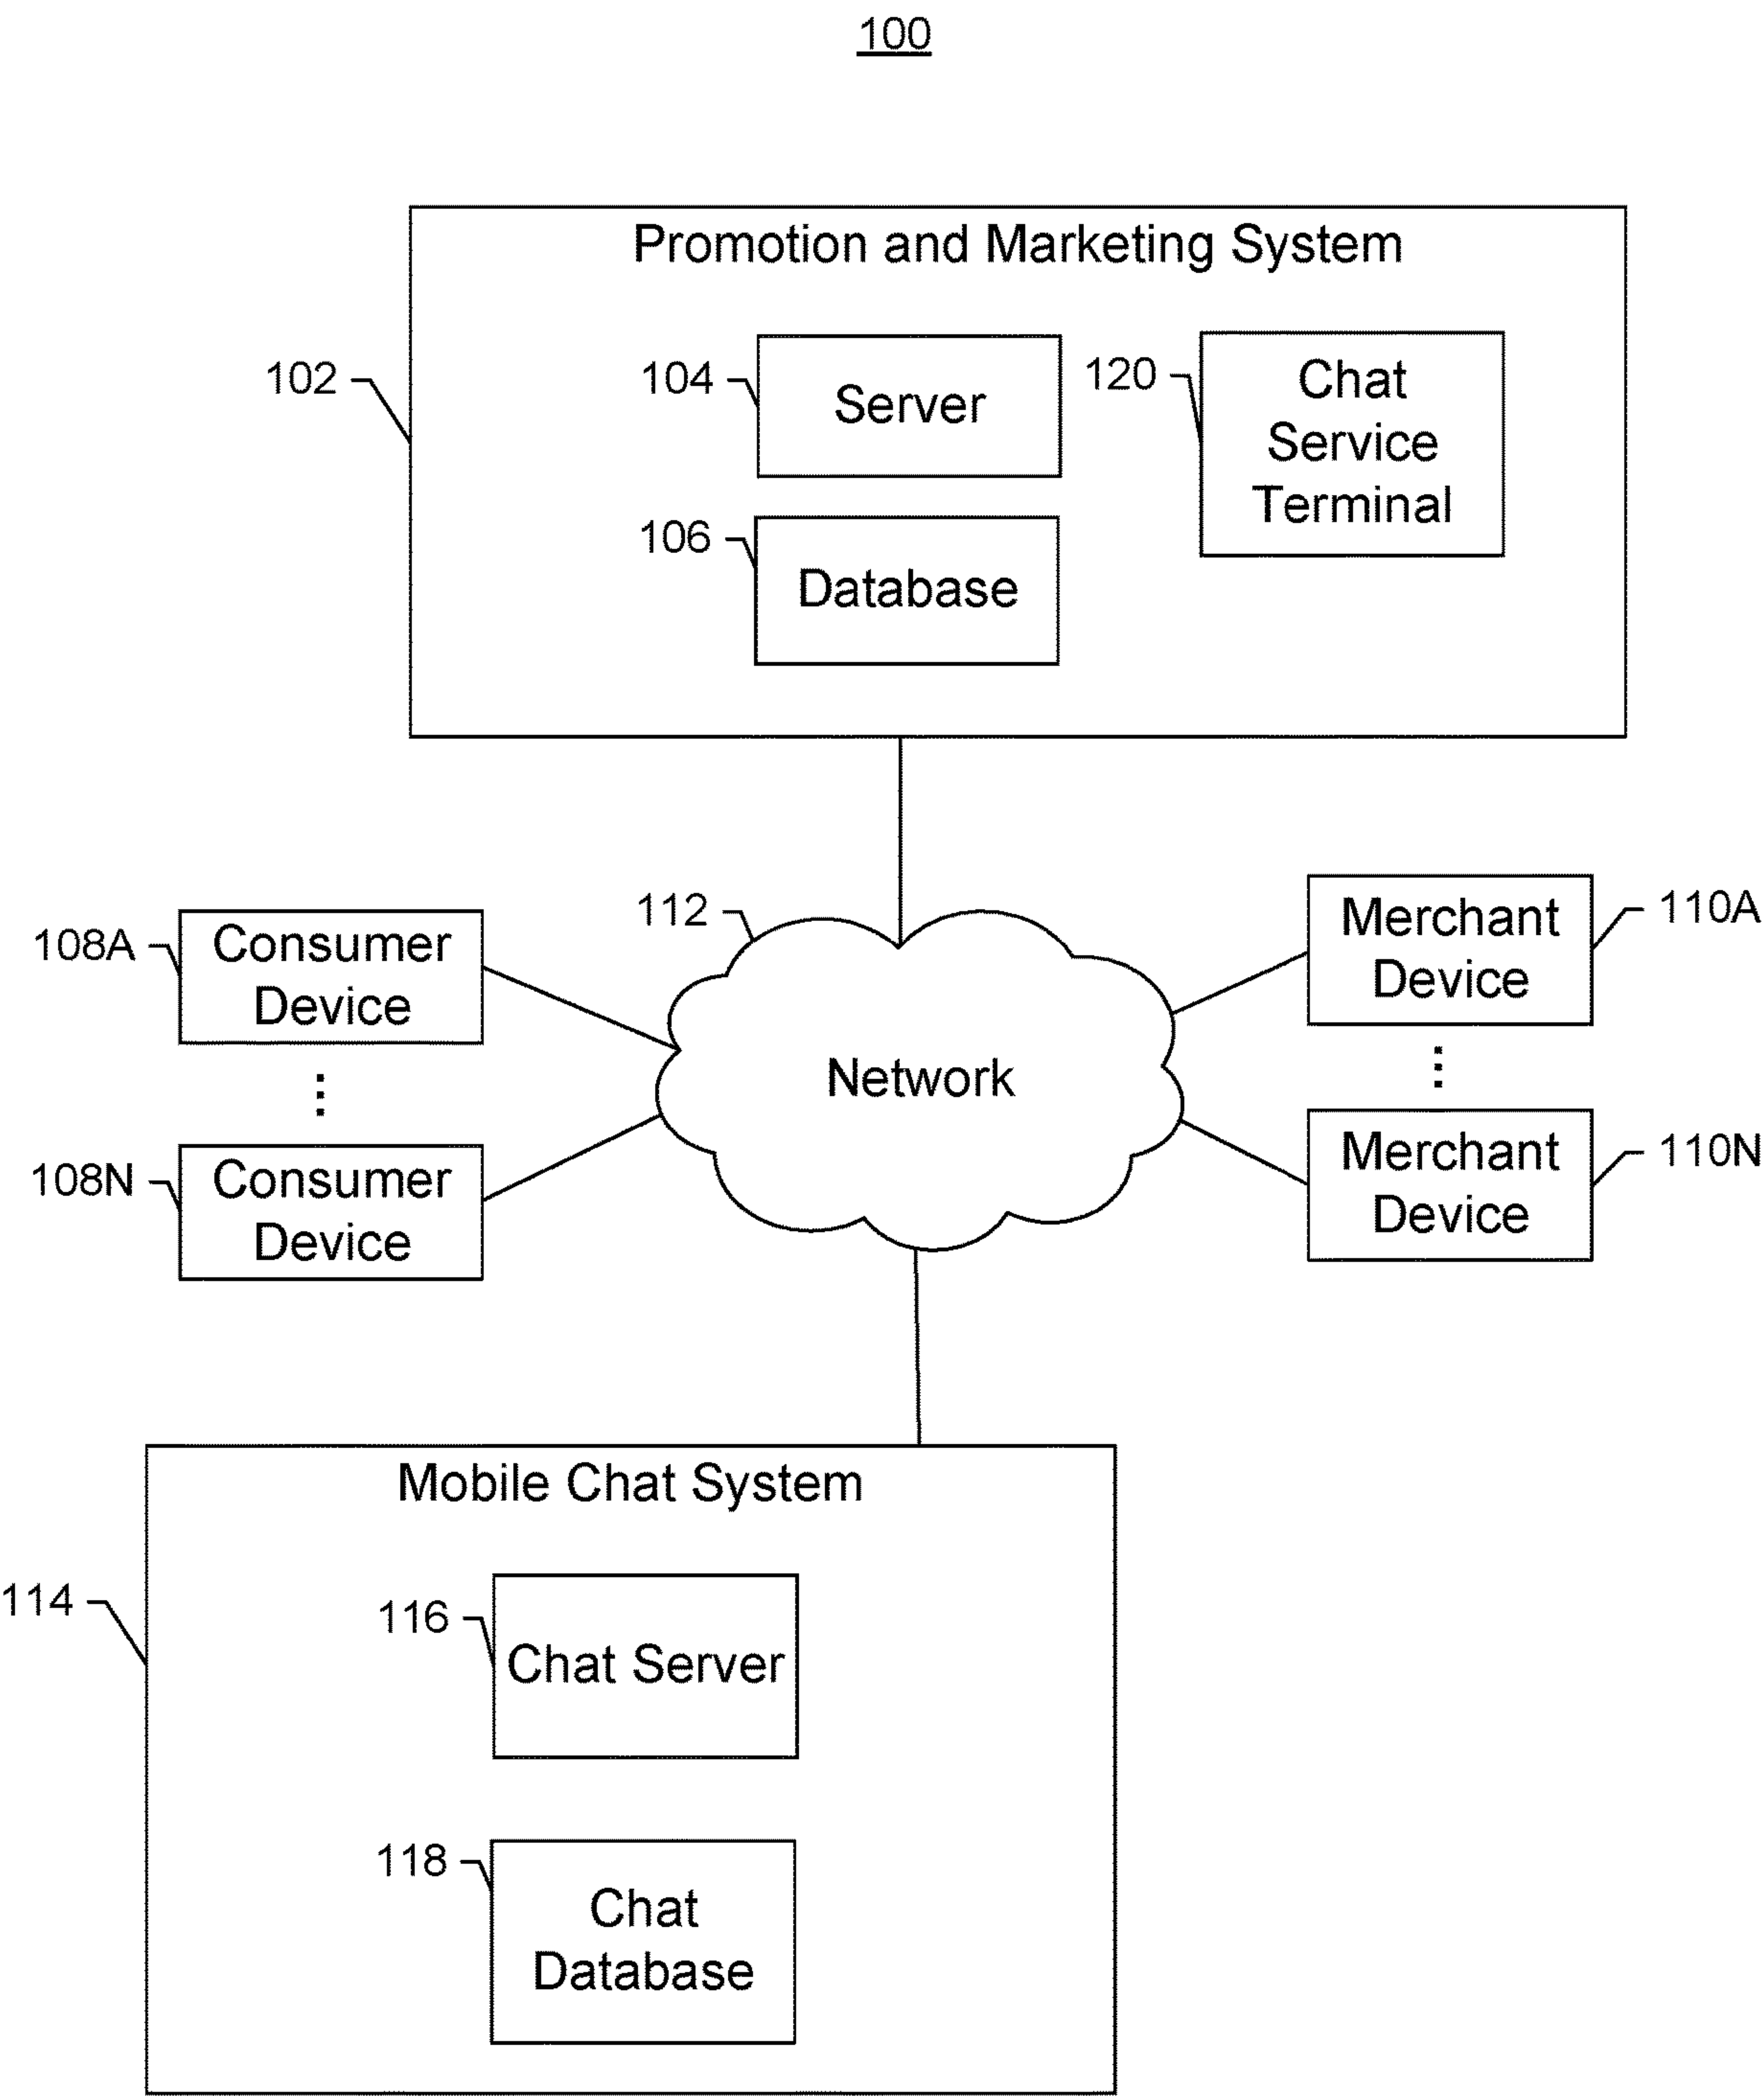 100
Promotion and Marketing System
102
104
Server
120
Chat
Service
Terminal
106
Database
108A
Consumer
Device
112
Network
Merchant
Device
110A
108N
Consumer
Device
Merchant
Device
110N
Mobile Chat System
114
116
Chat Server
118
Chat
Database